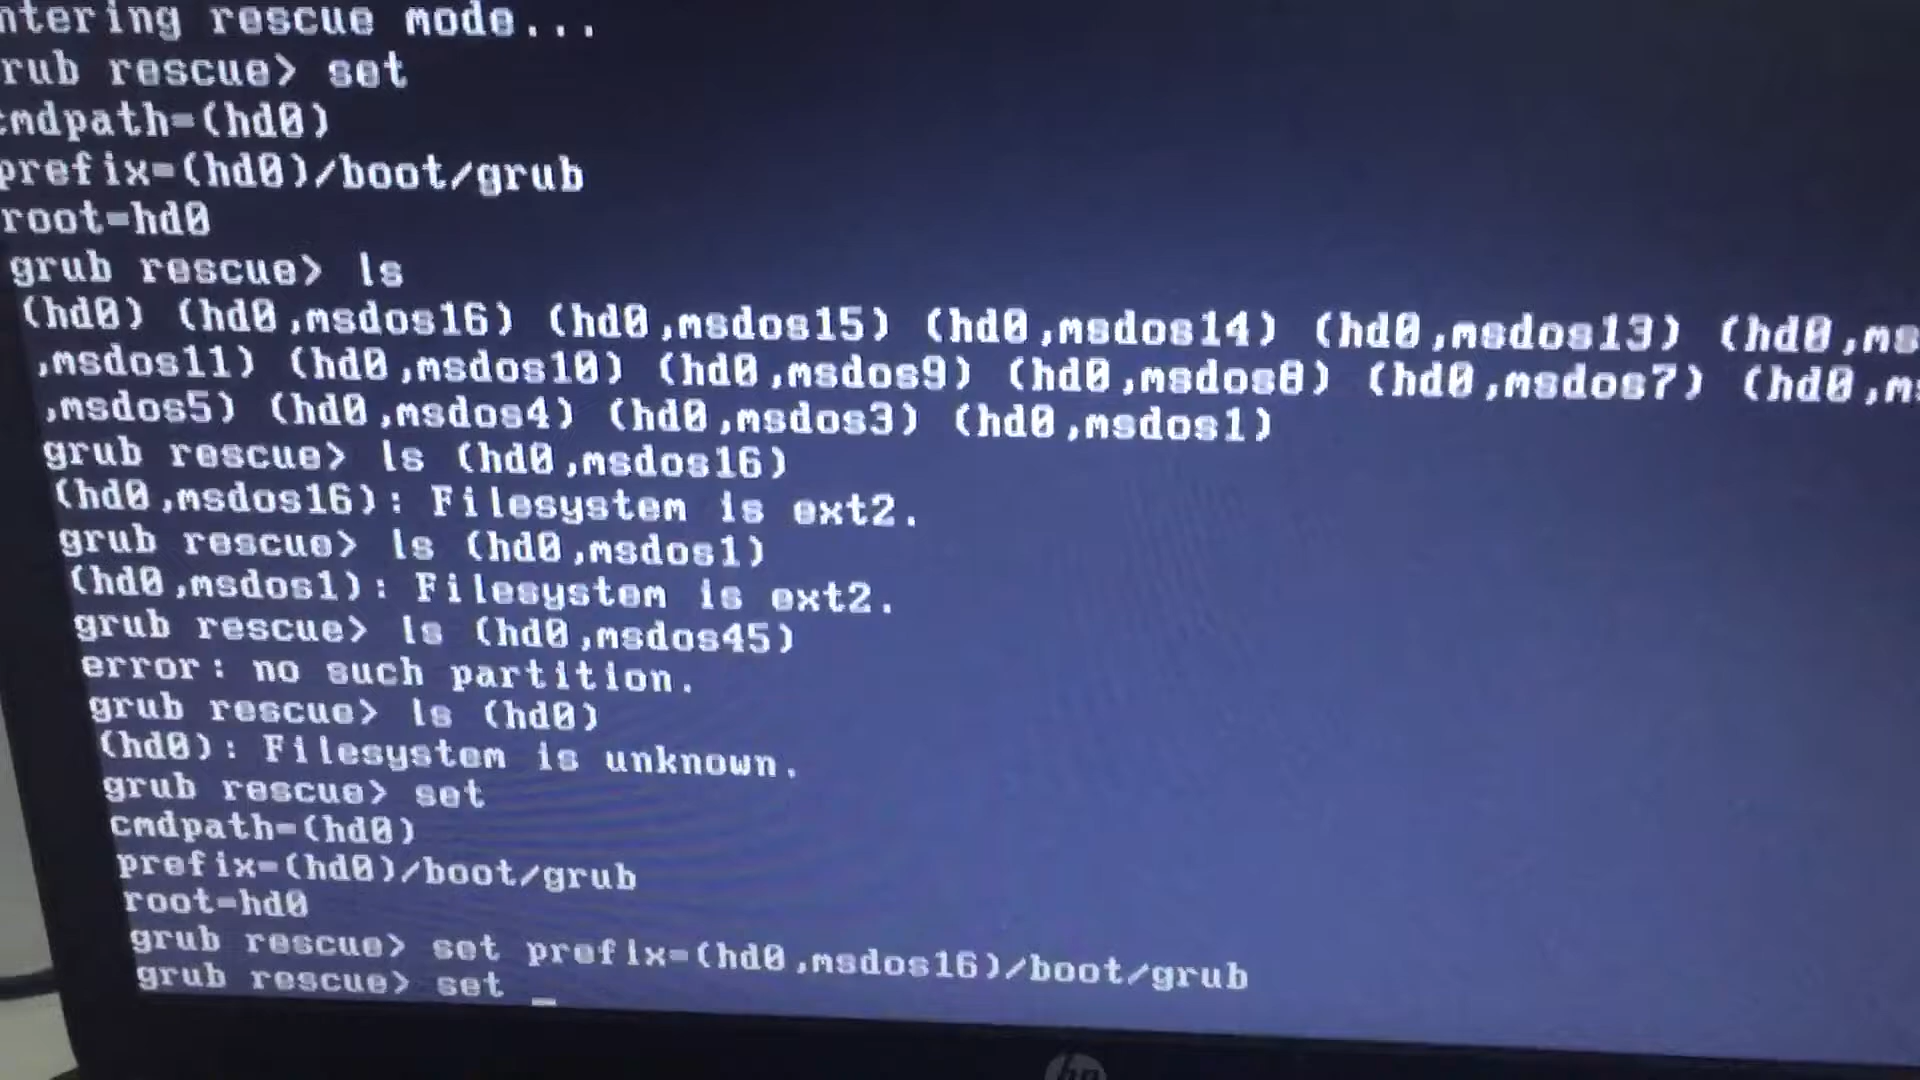 ntering rescue mode...
rub rescue> set
cmdpath=(hd0)
prefix=(hd0)/boot/grub
root=hd0
grub rescue> ls
(hd0) (hd0,msdos16) (hd0,msdos15) (hd0,msdos14) (hd0,msdos13) (hd0,ms
,msdos11) (hd0,msdos10) (hd0,msdos9) (hd0,msdos8) (hd0,msdos7) (hd0,ms
,msdos5) (hd0,msdos4) (hd0,msdos3) (hd0,msdos1)
grub rescue> ls (hd0,msdos16)
(hd0,msdos16): Filesystem is ext2.
grub rescue> ls (hd0,msdos1)
(hd0,msdos1): Filesystem is ext2.
grub rescue> ls (hd0,msdos45)
error: no such partition.
grub rescue> ls (hd0)
(hd0): Filesystem is unknown.
grub rescue> set
cmdpath=(hd0)
prefix=(hd0)/boot/grub
root=hd0
grub rescue> set prefix=(hd0,msdos16)/boot/grub
grub rescue> set _
hp